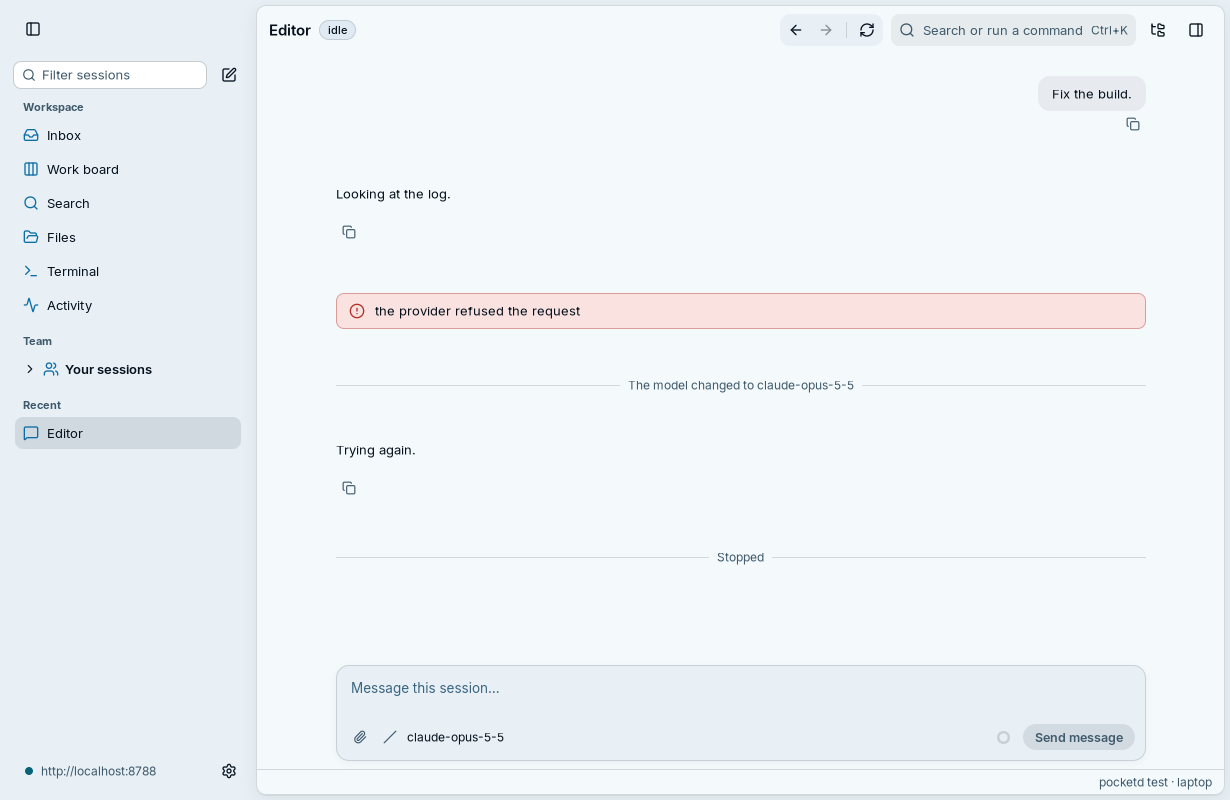 Editor
idle
Search or run a command
Ctrl+K
Filter sessions
Workspace
Inbox
Work board
Search
Files
Terminal
Activity
Team
Your sessions
Recent
Editor
http://localhost:8788
Fix the build.
Looking at the log.
the provider refused the request
The model changed to claude-opus-5-5
Trying again.
Stopped
Message this session...
claude-opus-5-5
Send message
pocketd test · laptop